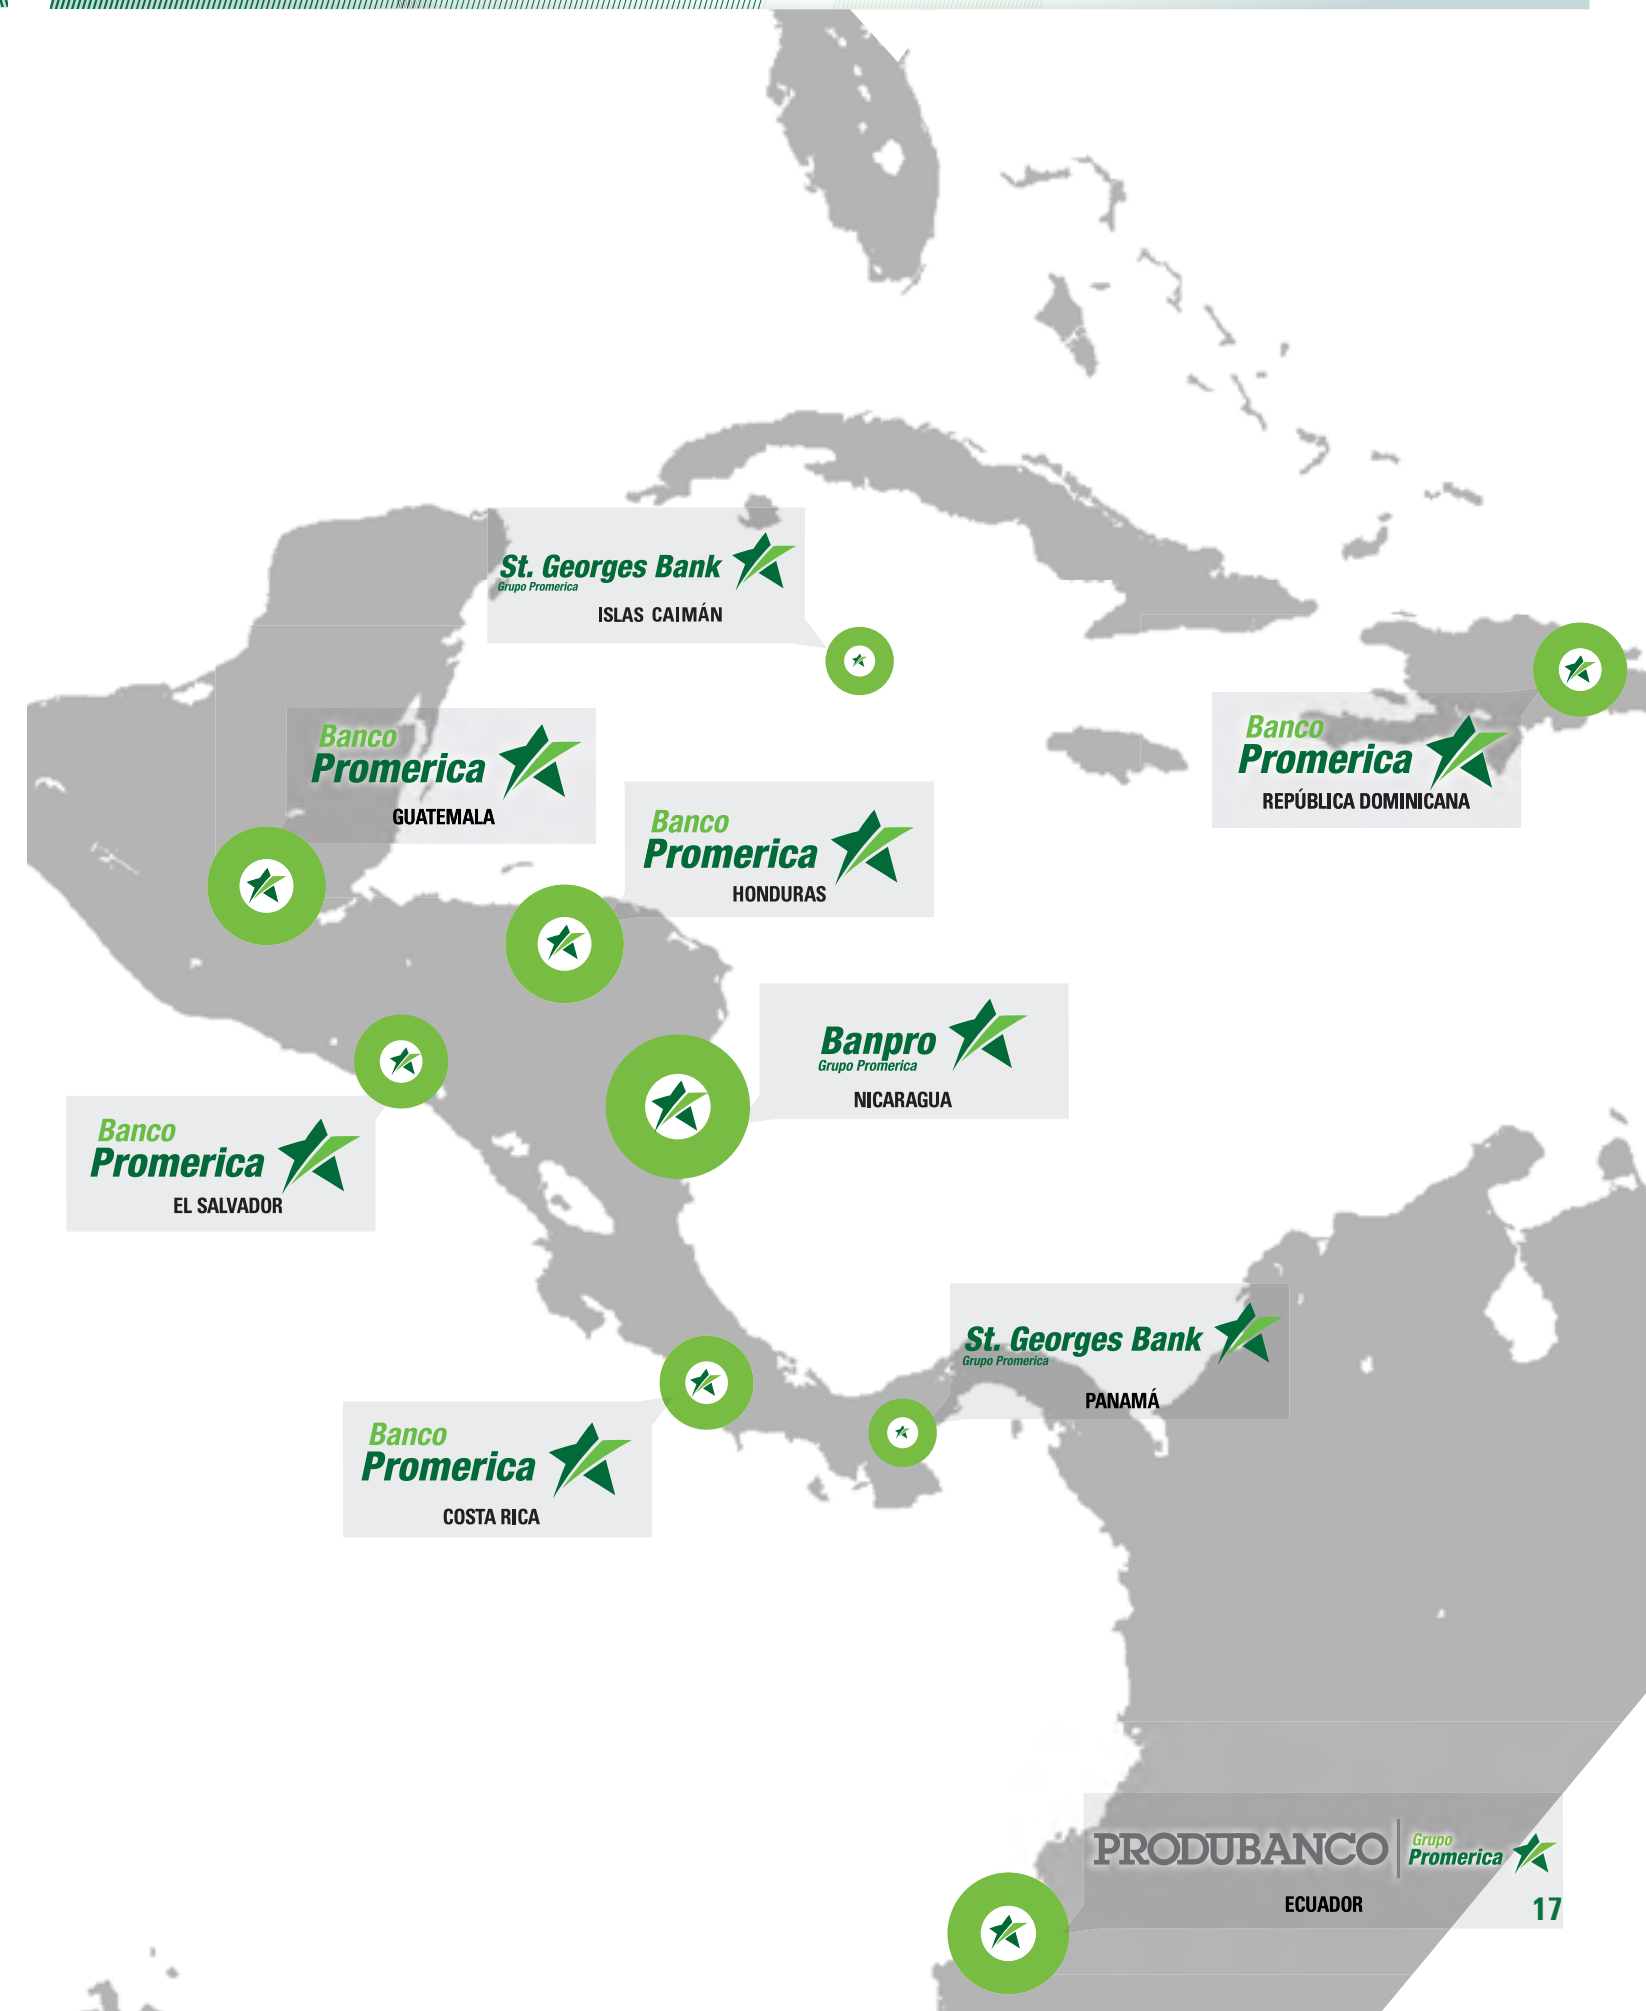 St. Georges Bank
Grupo Promerica
ISLAS CAIMÁN
Banco
Promerica
GUATEMALA
Banco
Promerica
REPÚBLICA DOMINICANA
Banco
Promerica
HONDURAS
Banpro
Grupo Promerica
NICARAGUA
Banco
Promerica
EL SALVADOR
St. Georges Bank
Grupo Promerica
PANAMÁ
Banco
Promerica
COSTA RICA
PRODUBANCO
Grupo
Promerica
ECUADOR
17